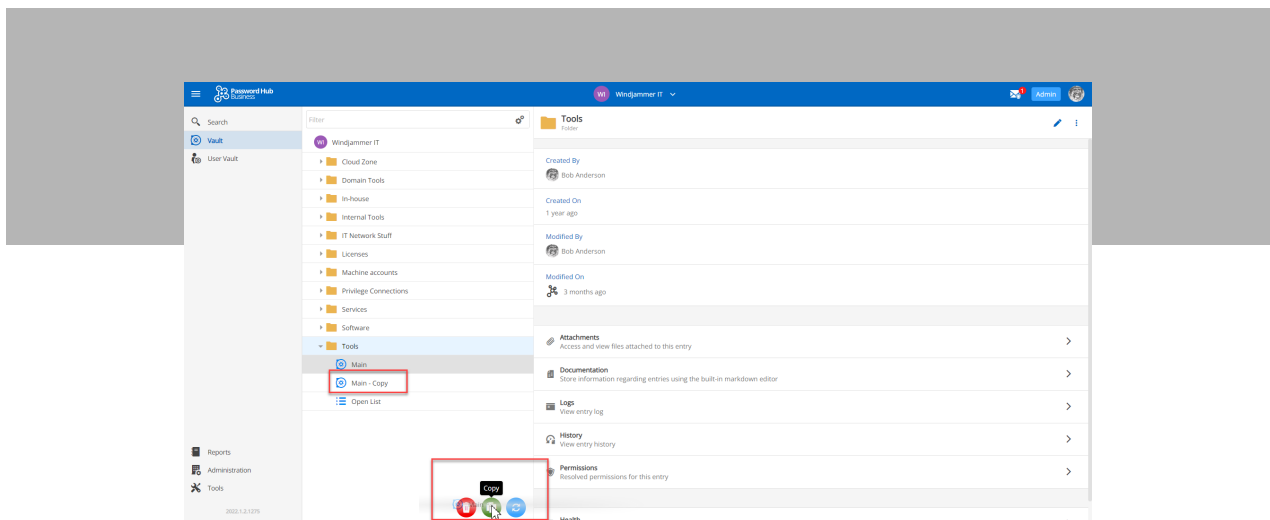 Password Hub
Business
WI Windjammer IT
1
Admin
Search
Vault
User Vault
Filter
WI Windjammer IT
Cloud Zone
Domain Tools
In-house
Internal Tools
IT Network Stuff
Licenses
Machine accounts
Privilege Connections
Services
Software
Tools
Main
Main - Copy
Open List
Copy
Reports
Administration
Tools
2022.1.2.1275
Tools
Folder
Created By
Bob Anderson
Created On
1 year ago
Modified By
Bob Anderson
Modified On
3 months ago
Attachments
Access and view files attached to this entry
Documentation
Store information regarding entries using the built-in markdown editor
Logs
View entry log
History
View entry history
Permissions
Resolved permissions for this entry
Health